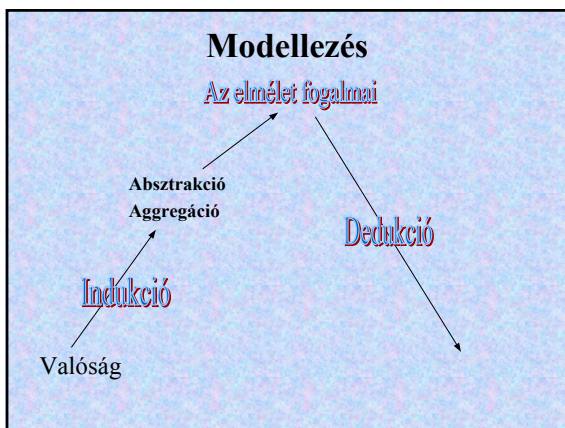 Modellezés
Az elmélet fogalmai
Absztrakció
Aggregáció
Dedukció
Indukció
Valóság